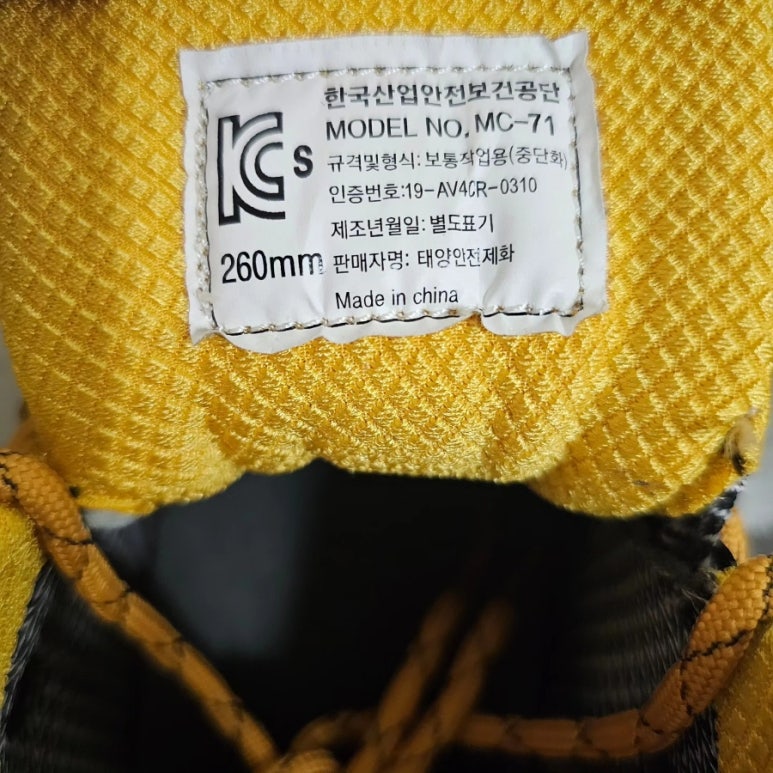 한국산업안전보건공단
KCs
MODEL NO. MC-71
규격및형식: 보통작업용(중단화)
인증번호:19-AV4CR-0310
제조년월일: 별도표기
260mm
판매자명: 태양안전제화
Made in china